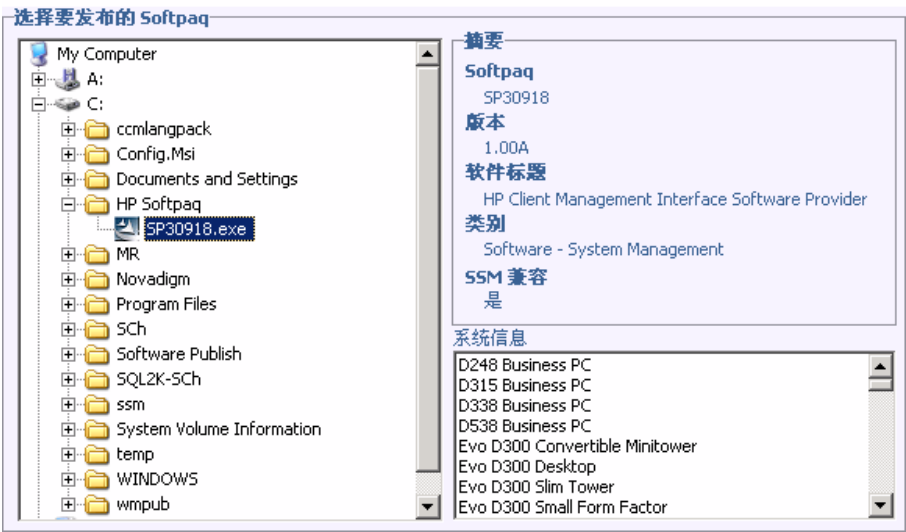 选择要发布的 Softpaq
My Computer
A:
C:
ccmlangpack
Config.Msi
Documents and Settings
HP Softpaq
SP30918.exe
MR
Novadigm
Program Files
SCh
Software Publish
SQL2K-SCh
ssm
System Volume Information
temp
WINDOWS
wmpub
摘要
Softpaq
SP30918
版本
1.00A
软件标题
HP Client Management Interface Software Provider
类别
Software - System Management
SSM 兼容
是
系统信息
D248 Business PC
D315 Business PC
D338 Business PC
D538 Business PC
Evo D300 Convertible Minitower
Evo D300 Desktop
Evo D300 Slim Tower
Evo D300 Small Form Factor